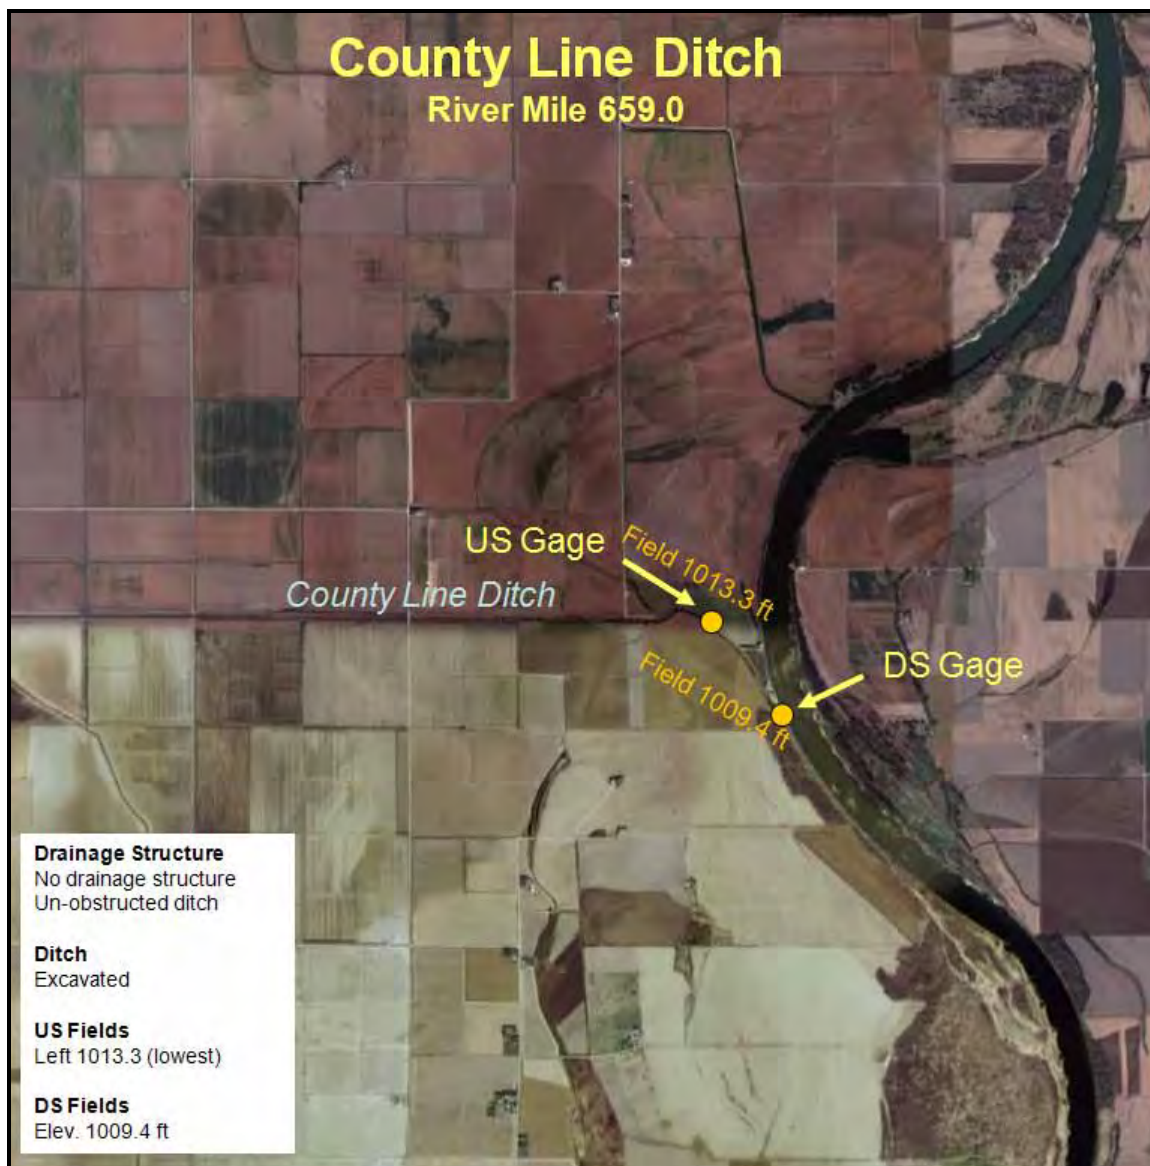 County Line Ditch
River Mile 659.0
US Gage
Field 1013.3 ft
County Line Ditch
Field 1009.4 ft
DS Gage
Drainage Structure
No drainage structure
Un-obstructed ditch
Ditch
Excavated
US Fields
Left 1013.3 (lowest)
DS Fields
Elev. 1009.4 ft